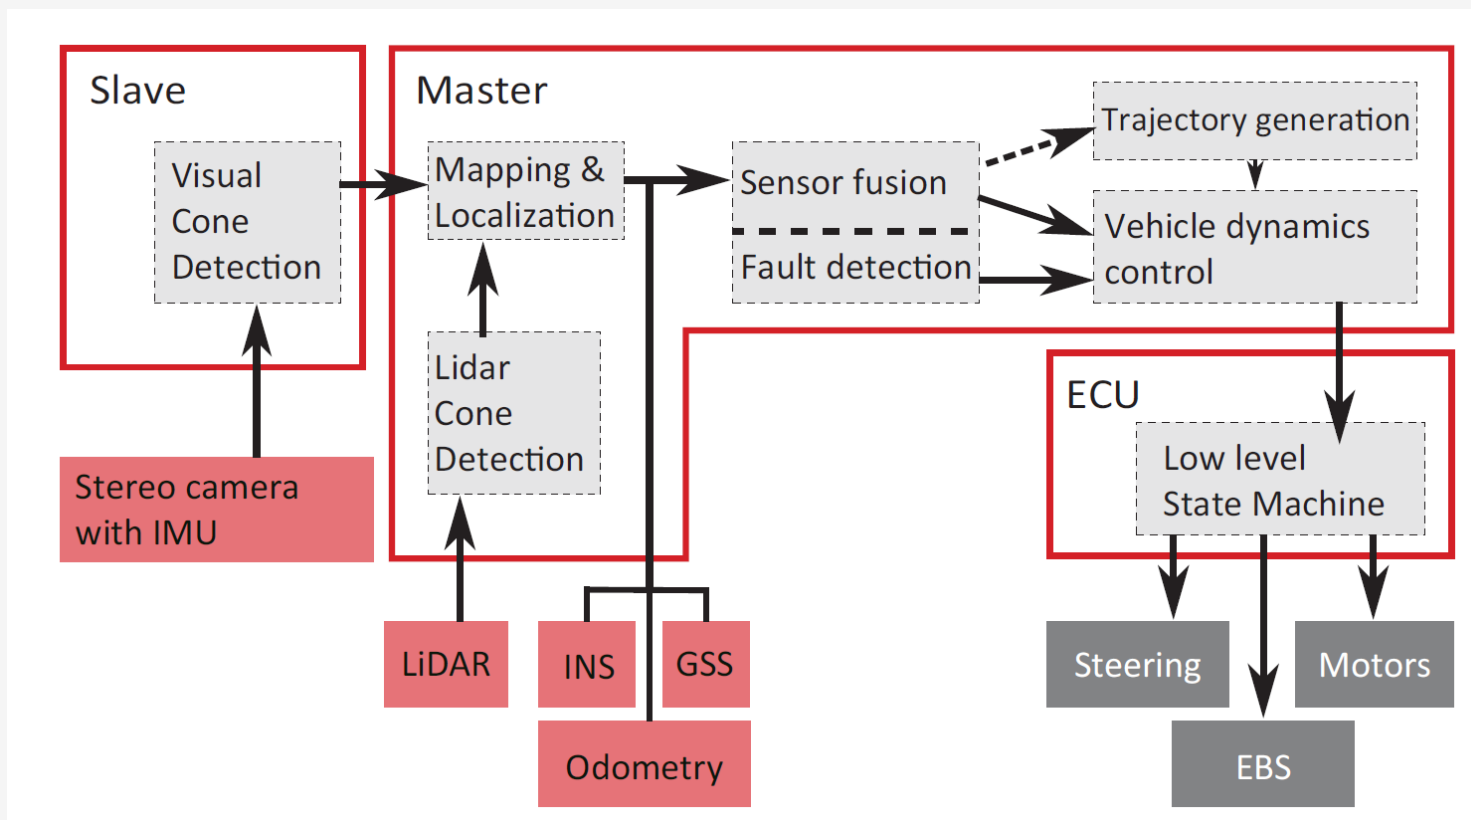 Slave
Visual
Cone
Detection
Stereo camera
with IMU
Master
Mapping &
Localization
Lidar
Cone
Detection
LiDAR
INS
GSS
Odometry
Sensor fusion
Fault detection
Trajectory generation
Vehicle dynamics
control
ECU
Low level
State Machine
Steering
Motors
EBS